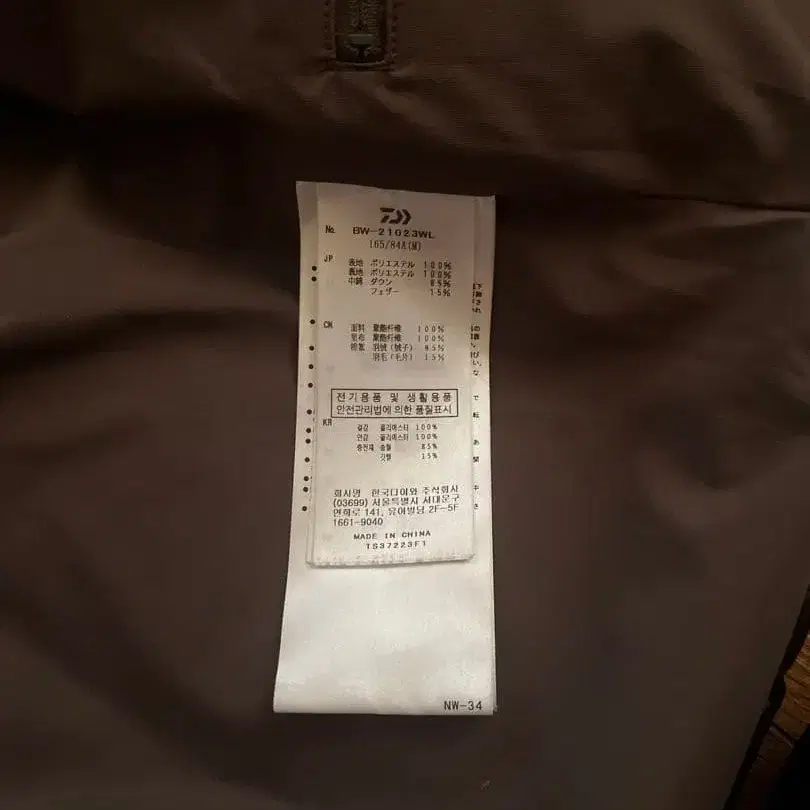 No. BW-21023WL
165/84A(M)
JP
表地 ポリエステル 100%
裏地 ポリエステル 100%
中綿 ダウン 85%
フェザー 15%
CN
面料 聚酯纤维 100%
里布 聚酯纤维 100%
羽绒 85%
羽毛(毛片) 15%
전기용품 및 생활용품
안전관리법에 의한 품질표시
KR
겉감 폴리에스터 100%
안감 폴리에스터 100%
충전재 솜털 85%
깃털 15%
회사명 한국다이와 주식회사
(03699) 서울특별시 서대문구
연희로 141, 유어빌딩 2F-5F
1661-9040
MADE IN CHINA
TS37223F1
NW-34